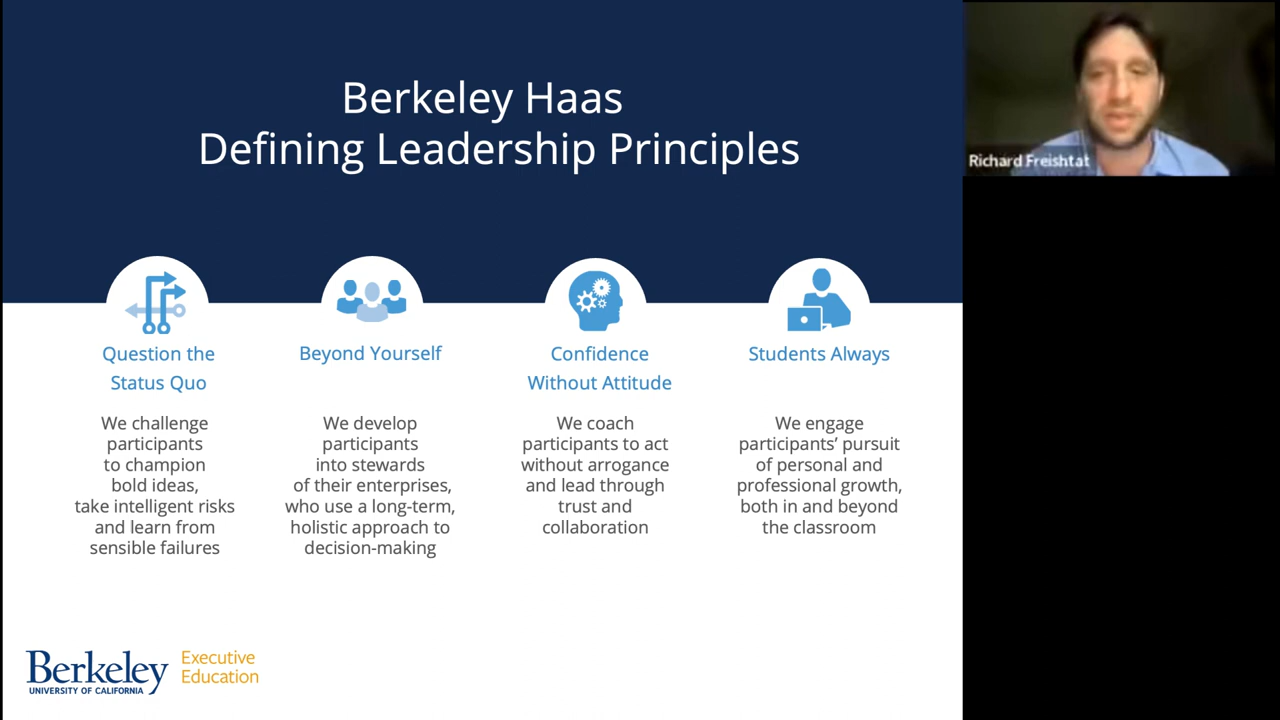 Berkeley Haas
Defining Leadership Principles
Richard Freishtat
Question the
Status Quo
We challenge
participants
to champion
bold ideas,
take intelligent risks
and learn from
sensible failures
Beyond Yourself
We develop
participants
into stewards
of their enterprises,
who use a long-term,
holistic approach to
decision-making
Confidence
Without Attitude
We coach
participants to act
without arrogance
and lead through
trust and
collaboration
Students Always
We engage
participants’ pursuit
of personal and
professional growth,
both in and beyond
the classroom
Berkeley
UNIVERSITY OF CALIFORNIA
Executive
Education